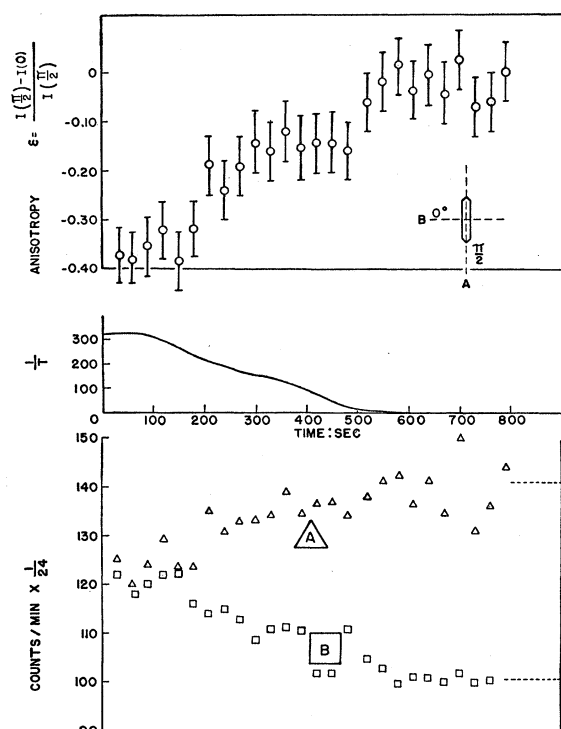 ANISOTROPY ε = I(π/2) - I(0) / I(π/2)
0
-0.10
-0.20
-0.30
-0.40
B 0°
π/2
A
1/T
300
200
100
0
0 100 200 300 400 500 600 700 800
TIME:SEC
COUNTS/MIN X 1/24
150
140
130
120
110
100
90
A
B